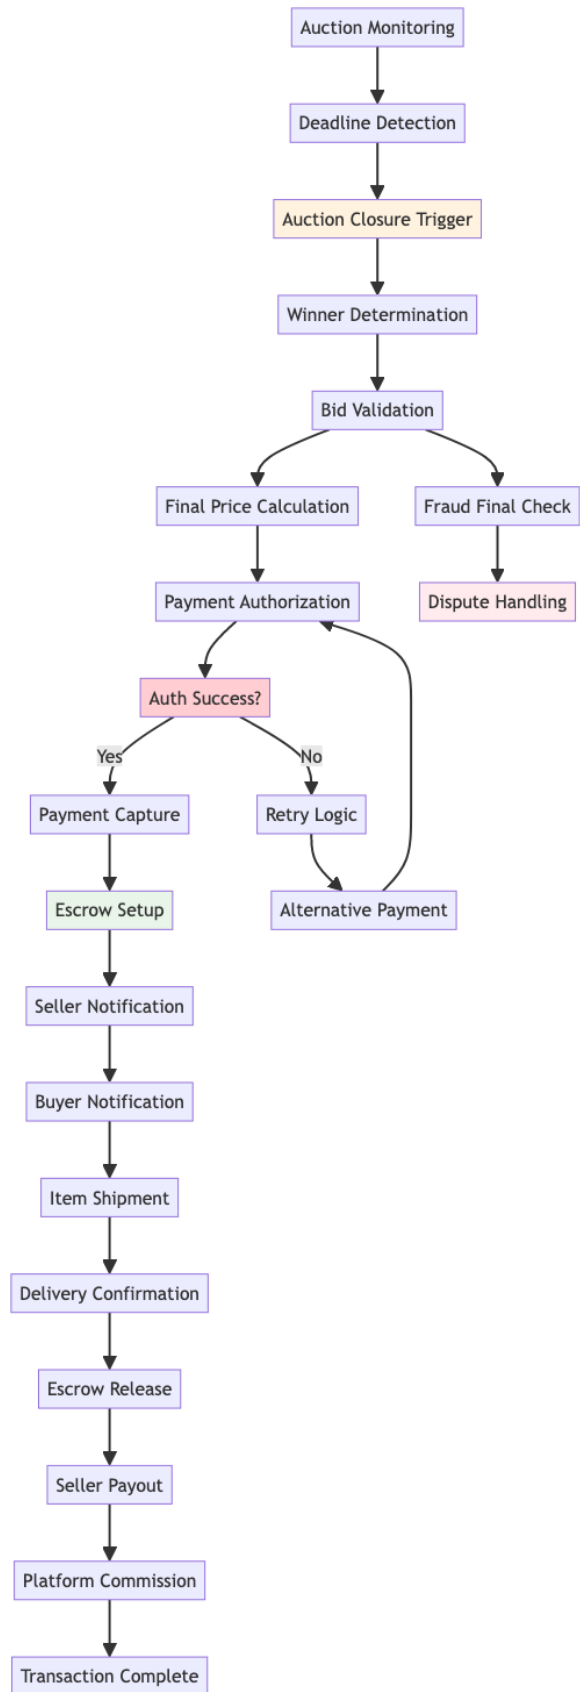 Auction Monitoring
Deadline Detection
Auction Closure Trigger
Winner Determination
Bid Validation
Final Price Calculation
Fraud Final Check
Payment Authorization
Dispute Handling
Auth Success?
Yes
No
Payment Capture
Retry Logic
Escrow Setup
Alternative Payment
Seller Notification
Buyer Notification
Item Shipment
Delivery Confirmation
Escrow Release
Seller Payout
Platform Commission
Transaction Complete